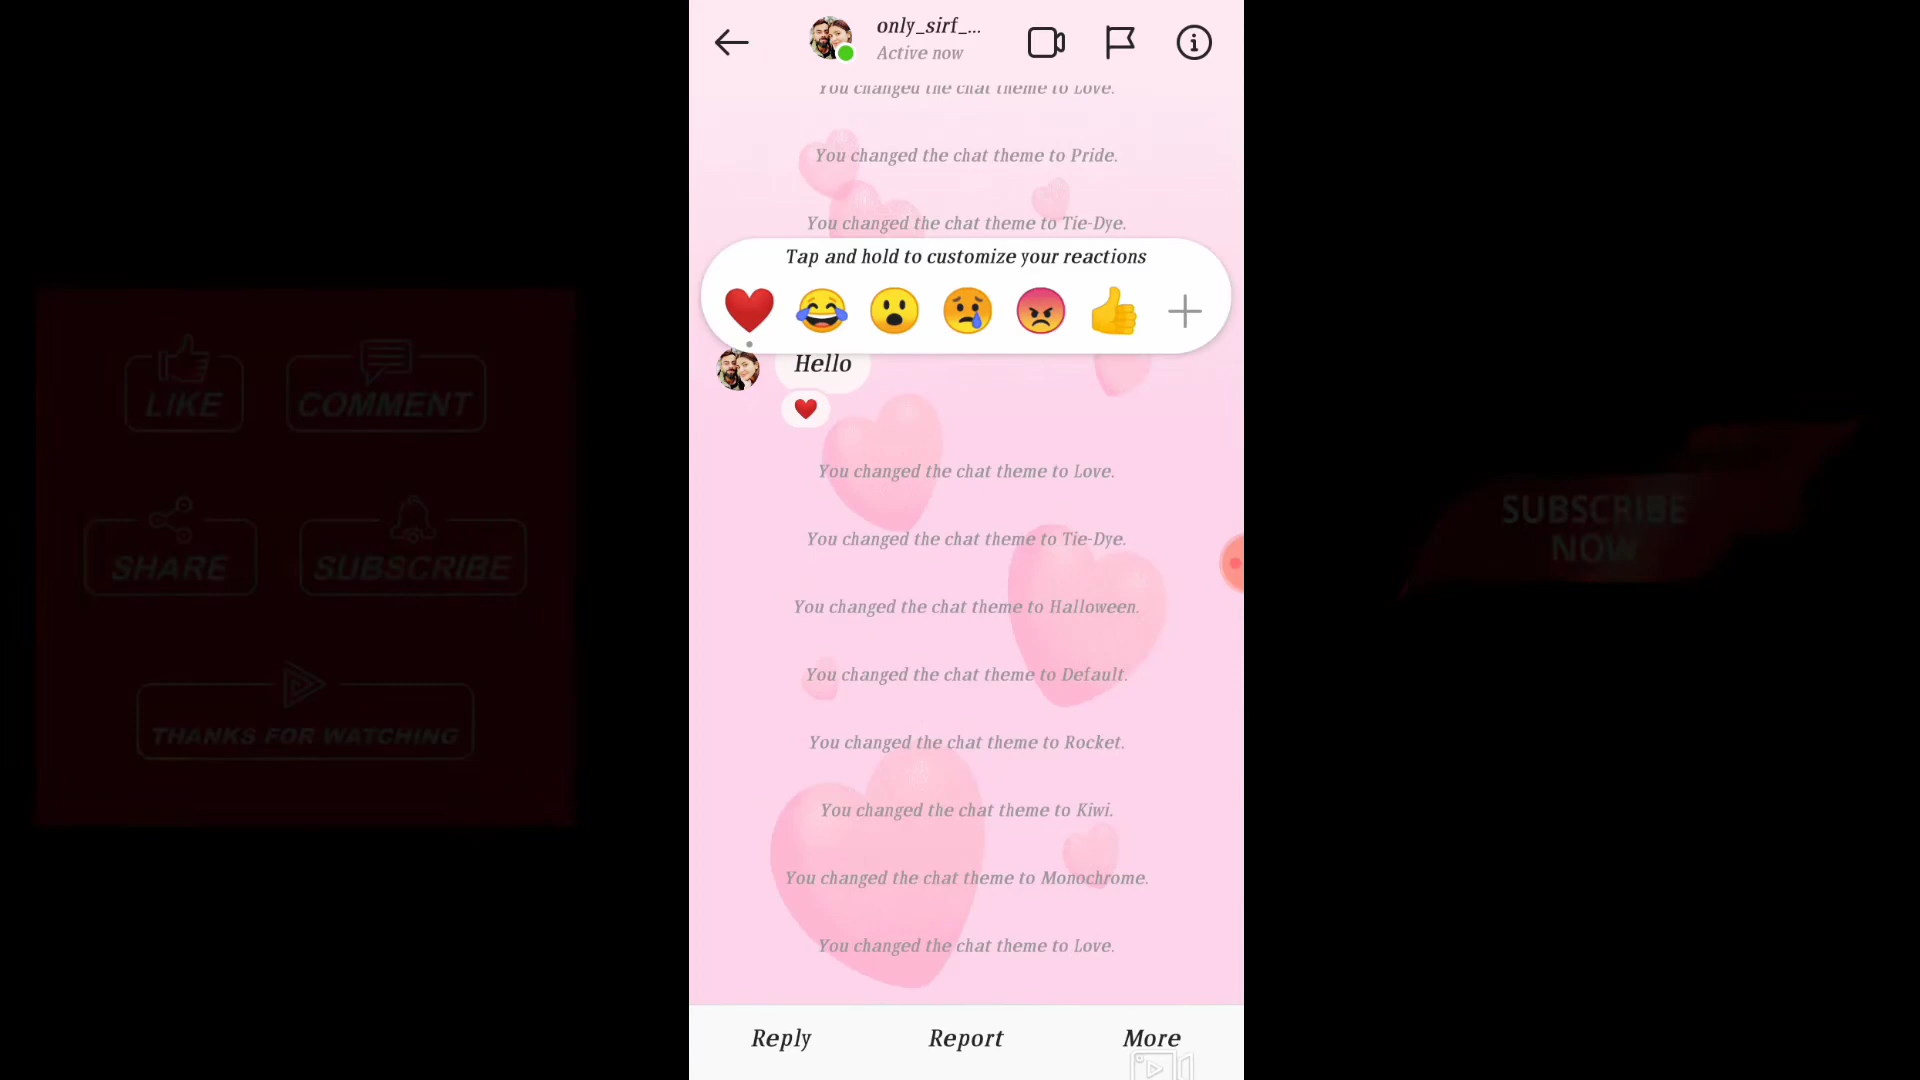 only_sirf_...
Active now
You changed the chat theme to Love.
You changed the chat theme to Pride.
You changed the chat theme to Tie-Dye.
Tap and hold to customize your reactions
Hello
You changed the chat theme to Love.
You changed the chat theme to Tie-Dye.
You changed the chat theme to Halloween.
You changed the chat theme to Default.
You changed the chat theme to Rocket.
You changed the chat theme to Kiwi.
You changed the chat theme to Monochrome.
You changed the chat theme to Love.
Reply Report More
LIKE COMMENT
SHARE SUBSCRIBE
THANKS FOR WATCHING
SUBSCRIBE
NOW